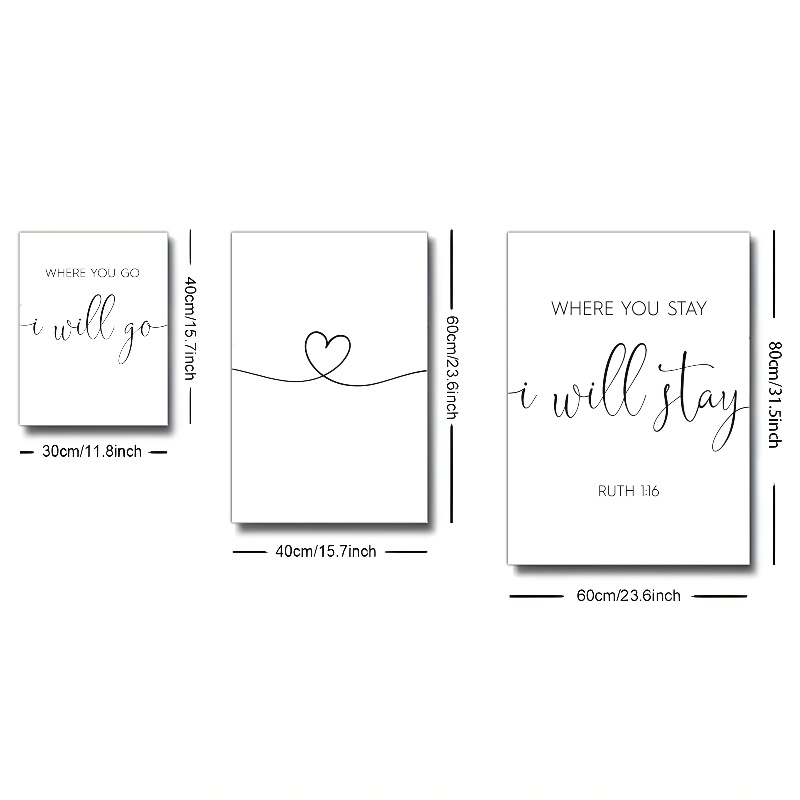 WHERE YOU GO
i will go
40cm/15.7inch
30cm/11.8inch
60cm/23.6inch
40cm/15.7inch
WHERE YOU STAY
i will stay
RUTH 1:16
80cm/31.5inch
60cm/23.6inch